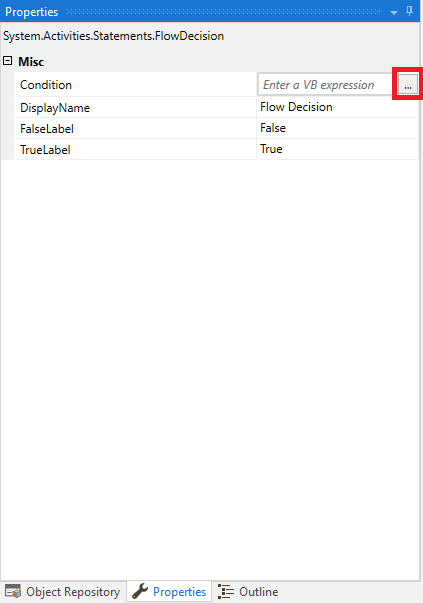 Properties
System.Activities.Statements.FlowDecision
Misc
Condition Enter a VB expression ...
DisplayName Flow Decision
FalseLabel False
TrueLabel True
Object Repository Properties Outline